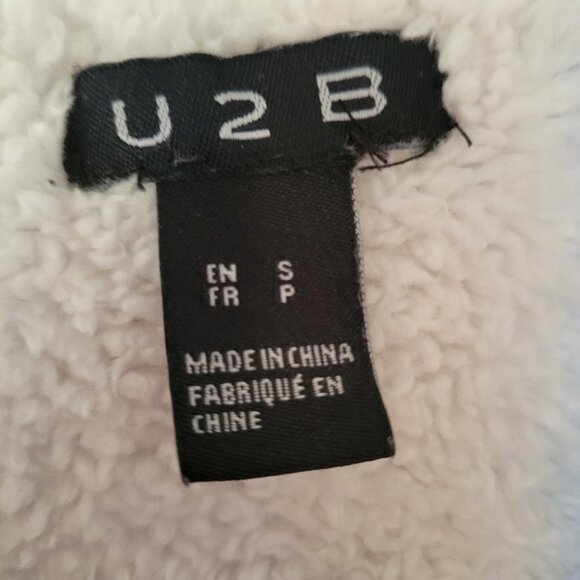 U2B
EN S
FR P
MADE IN CHINA
FABRIQUÉ EN
CHINE